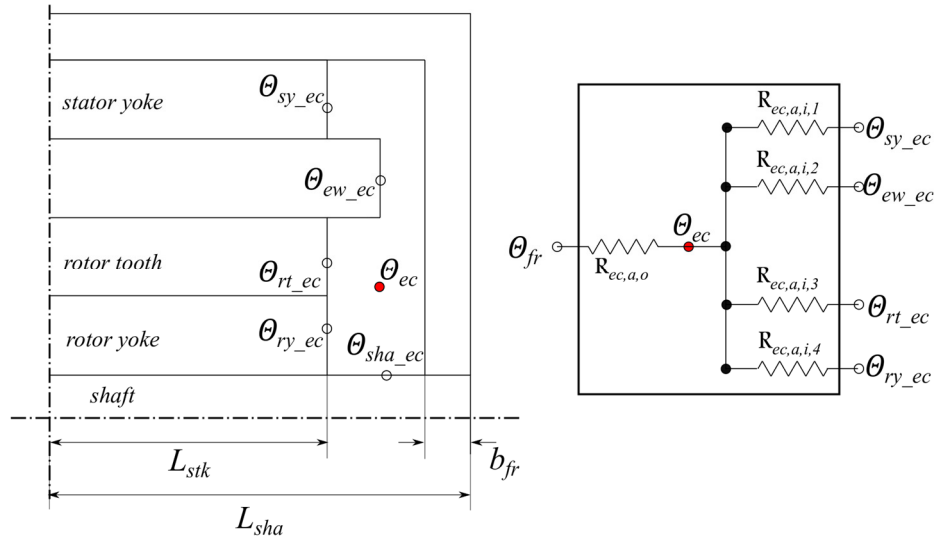 stator yoke
Θsy_ec
Θew_ec
rotor tooth
Θrt_ec
Θec
rotor yoke
Θry_ec
Θsha_ec
shaft
Lstk
bfr
Lsha
Rec,a,i,1
Θsy_ec
Rec,a,i,2
Θew_ec
Θec
Θfr
Rec,a,o
Rec,a,i,3
Θrt_ec
Rec,a,i,4
Θry_ec